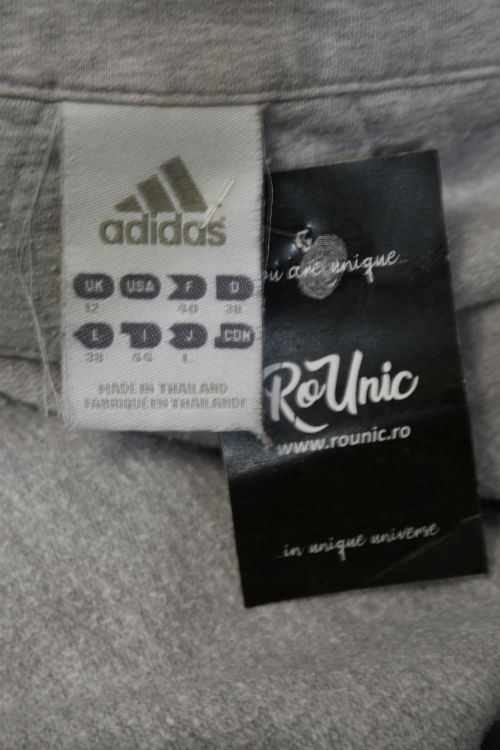 adidas
UK USA F D
12 40 38
E I J CDN
38 44 L
MADE IN THAILAND
FABRIQUÉ EN THAILANDE
you are unique...
RoUnic
www.rounic.ro
...in unique universe